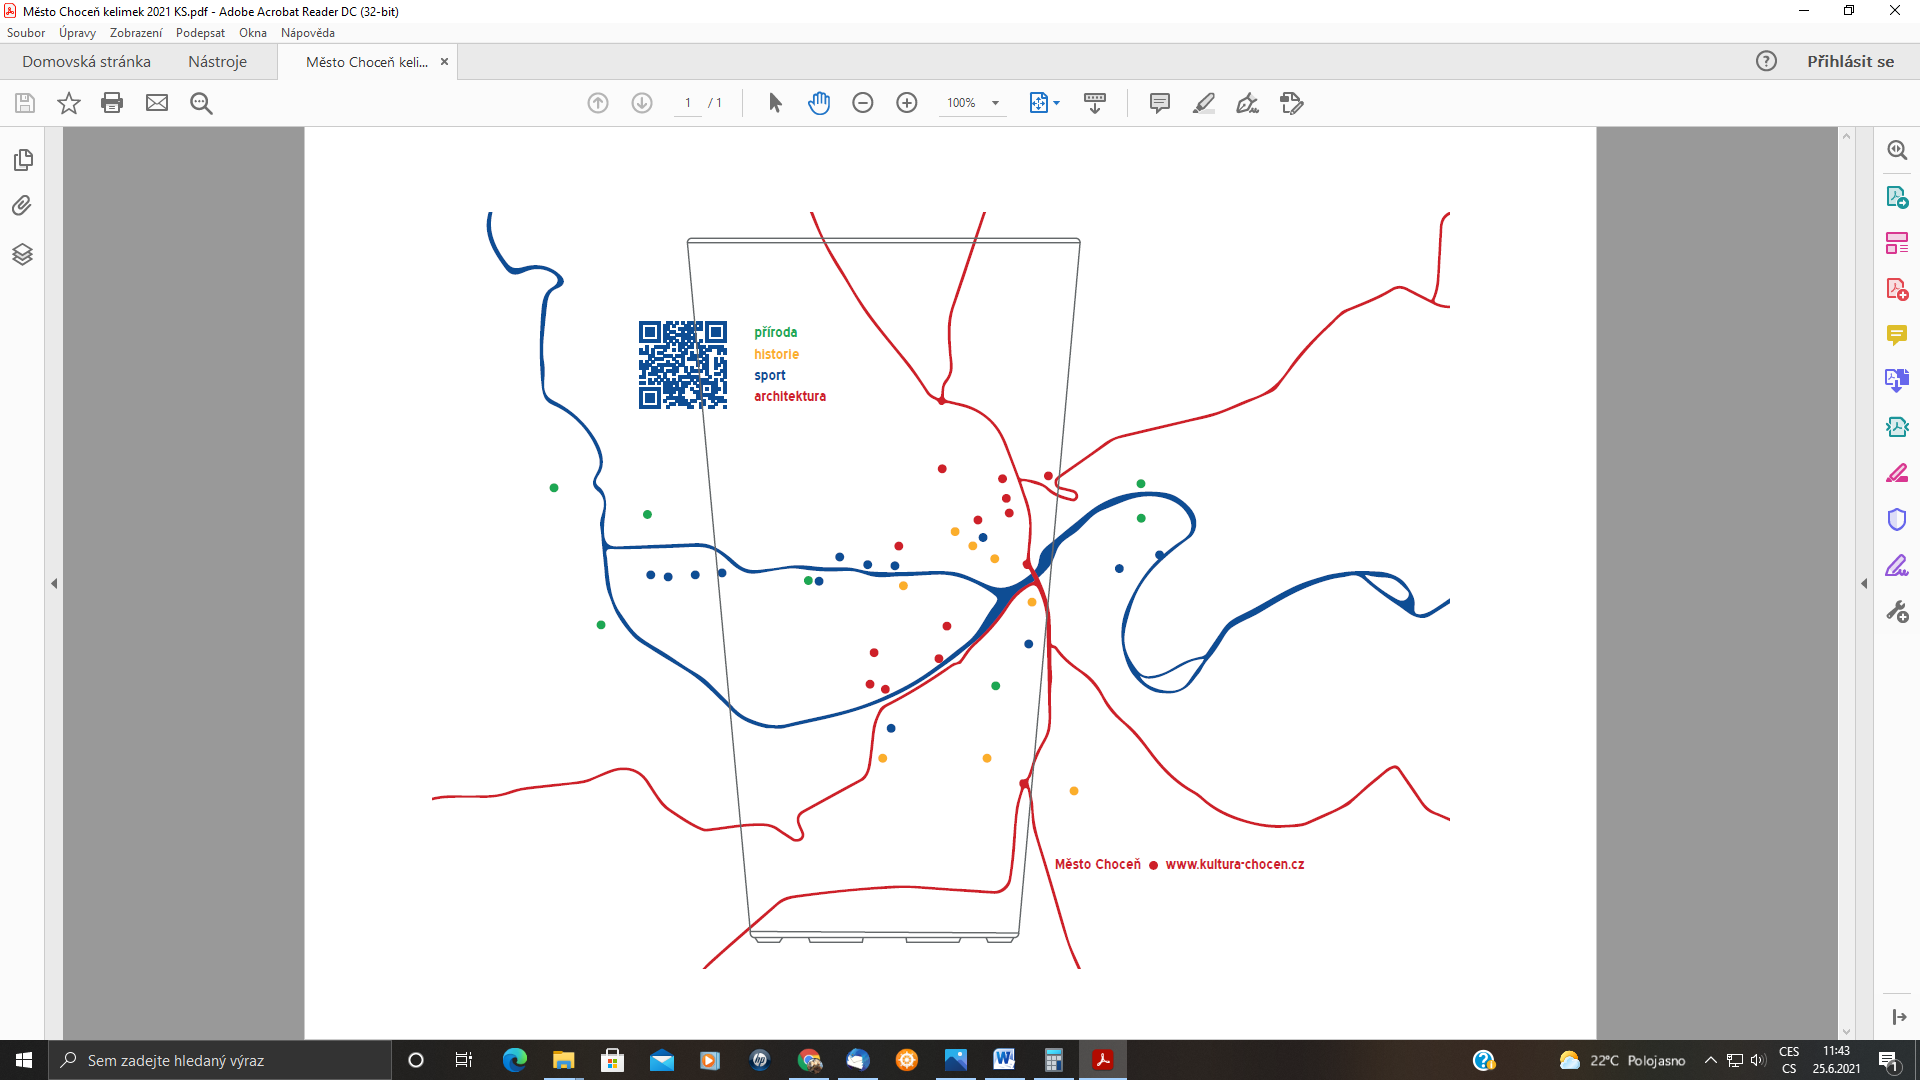 Město Choceň kelimek 2021 KS.pdf - Adobe Acrobat Reader DC (32-bit)
Soubor Úpravy Zobrazení Podepsat Okna Nápověda
Domovská stránka Nástroje Město Choceň keli... × Přihlásit se
1 / 1 100%
příroda
historie
sport
architektura
Město Choceň ● www.kultura-chocen.cz
Sem zadejte hledaný výraz
22°C Polojasno
CES
CS
11:43
25.6.2021
1